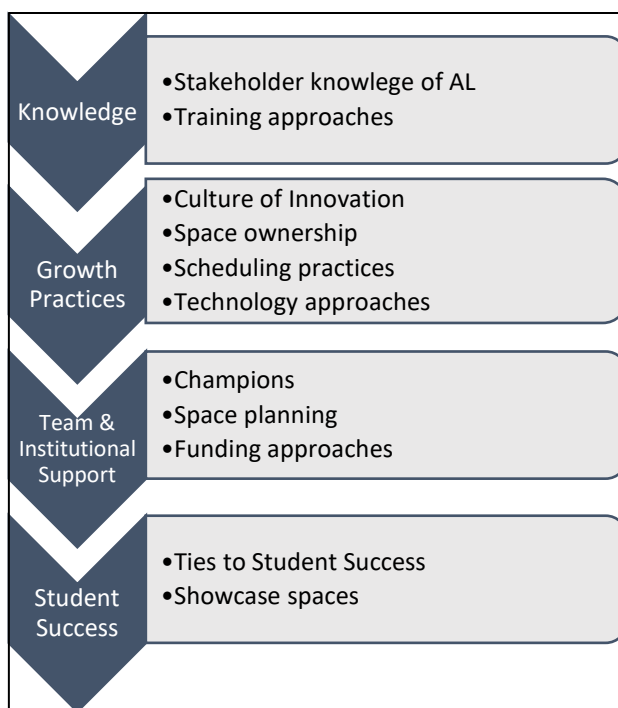 Knowledge
•Stakeholder knowlege of AL
•Training approaches
Growth
Practices
•Culture of Innovation
•Space ownership
•Scheduling practices
•Technology approaches
Team &
Institutional
Support
•Champions
•Space planning
•Funding approaches
Student
Success
•Ties to Student Success
•Showcase spaces